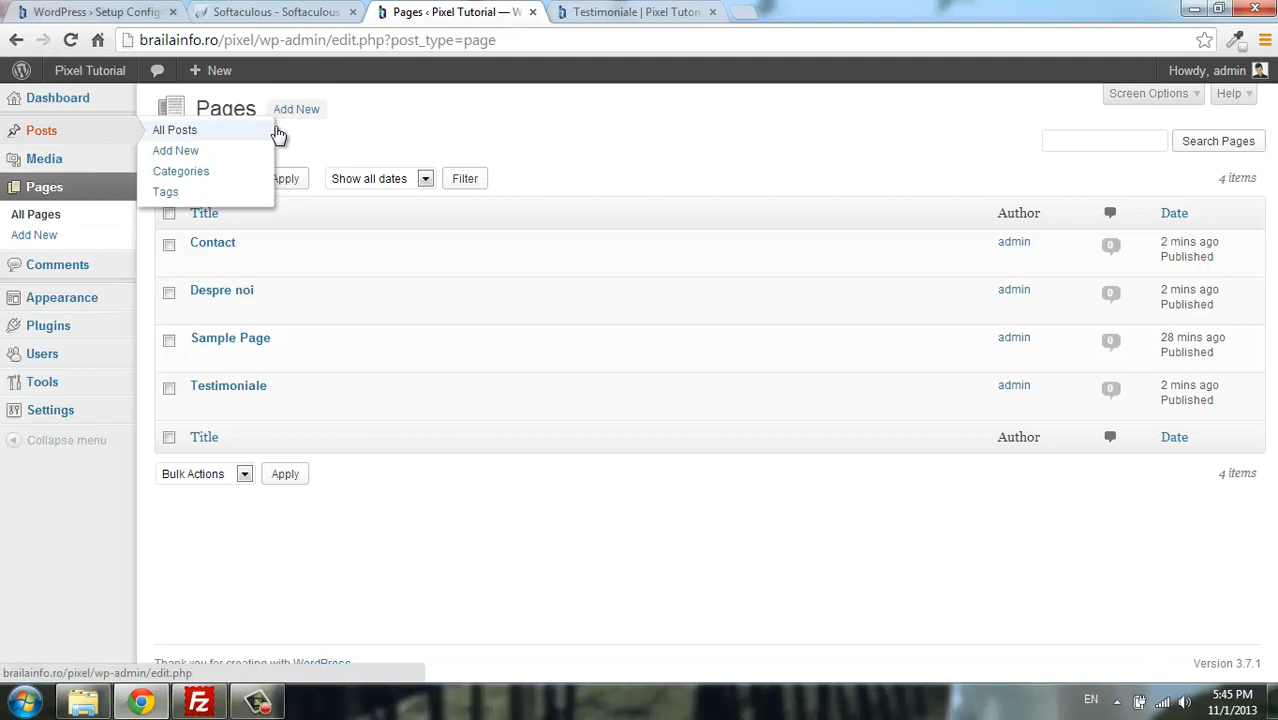 WordPress › Setup Config
Softaculous - Softaculous
Pages ‹ Pixel Tutorial — W
Testimoniale | Pixel Tutori
brailainfo.ro/pixel/wp-admin/edit.php?post_type=page
Pixel Tutorial
New
Howdy, admin
Dashboard
Posts
Media
Pages
All Pages
Add New
Comments
Appearance
Plugins
Users
Tools
Settings
Collapse menu
All Posts
Add New
Categories
Tags
Pages
Add New
Screen Options
Help
Search Pages
Apply
Show all dates
Filter
4 items
Title Author Date
Contact admin 0 2 mins ago
Published
Despre noi admin 0 2 mins ago
Published
Sample Page admin 0 28 mins ago
Published
Testimoniale admin 0 2 mins ago
Published
Title Author Date
Bulk Actions Apply
4 items
Thank you for creating with WordPress
Version 3.7.1
brailainfo.ro/pixel/wp-admin/edit.php
EN
5:45 PM
11/1/2013